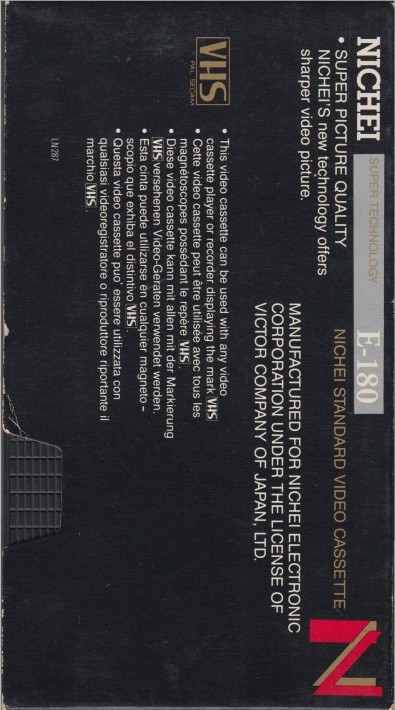 NICHEI SUPER TECHNOLOGY E-180
NICHEI STANDARD VIDEO CASSETTE
• SUPER PICTURE QUALITY
NICHEI'S new technology offers
sharper video picture.
MANUFACTURED FOR NICHEI ELECTRONIC
CORPORATION UNDER THE LICENSE OF
VICTOR COMPANY OF JAPAN, LTD.
VHS
PAL SECAM
• This video cassette can be used with any video
cassette player or recorder displaying the mark VHS
• Cette video cassette peut être utilisée avec tous les
magnétoscopes possédant le repère VHS.
• Diese video cassette kann mit allen mit der Markierung
VHS versehenen Video-Geräten verwendet werden.
• Esta cinta puede utilizarse en cualquier magneto-
scopio que exhiba el distintivo VHS.
• Questa video cassette puo' essere utilizzata con
qualsiasi videoregistratore o riproduttore riportante il
marchio VHS.
LN287